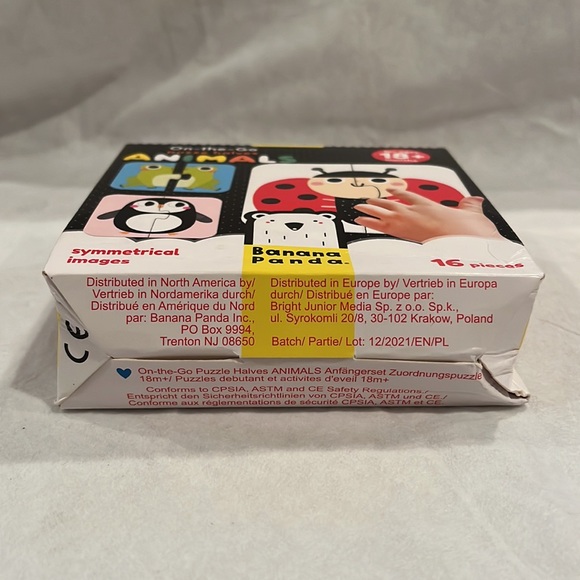 On-the-Go
ANIMALS
18+
Symmetrical
images
Banana
Panda.
16 pieces
Distributed in North America by/
Vertrieb in Nordamerika durch/
Distribué en Amérique du Nord
par: Banana Panda Inc.,
PO Box 9994,
Trenton NJ 08650
Distributed in Europe by/ Vertrieb in Europa
durch/ Distribué en Europe par:
Bright Junior Media Sp. z o.o. Sp.k.,
ul. Syrokomli 20/8, 30-102 Krakow, Poland
Batch/ Partie/ Lot: 12/2021/EN/PL
CE
On-the-Go Puzzle Halves ANIMALS Anfängerset Zuordnungspuzzle
18m+/ Puzzles debutant et activites d'eveil 18m+
Conforms to CPSIA, ASTM and CE Safety Regulations./
Entspricht den Sicherheitsrichtlinien von CPSIA, ASTM und CE./
Conforme aux réglementations de sécurité CPSIA, ASTM et CE.